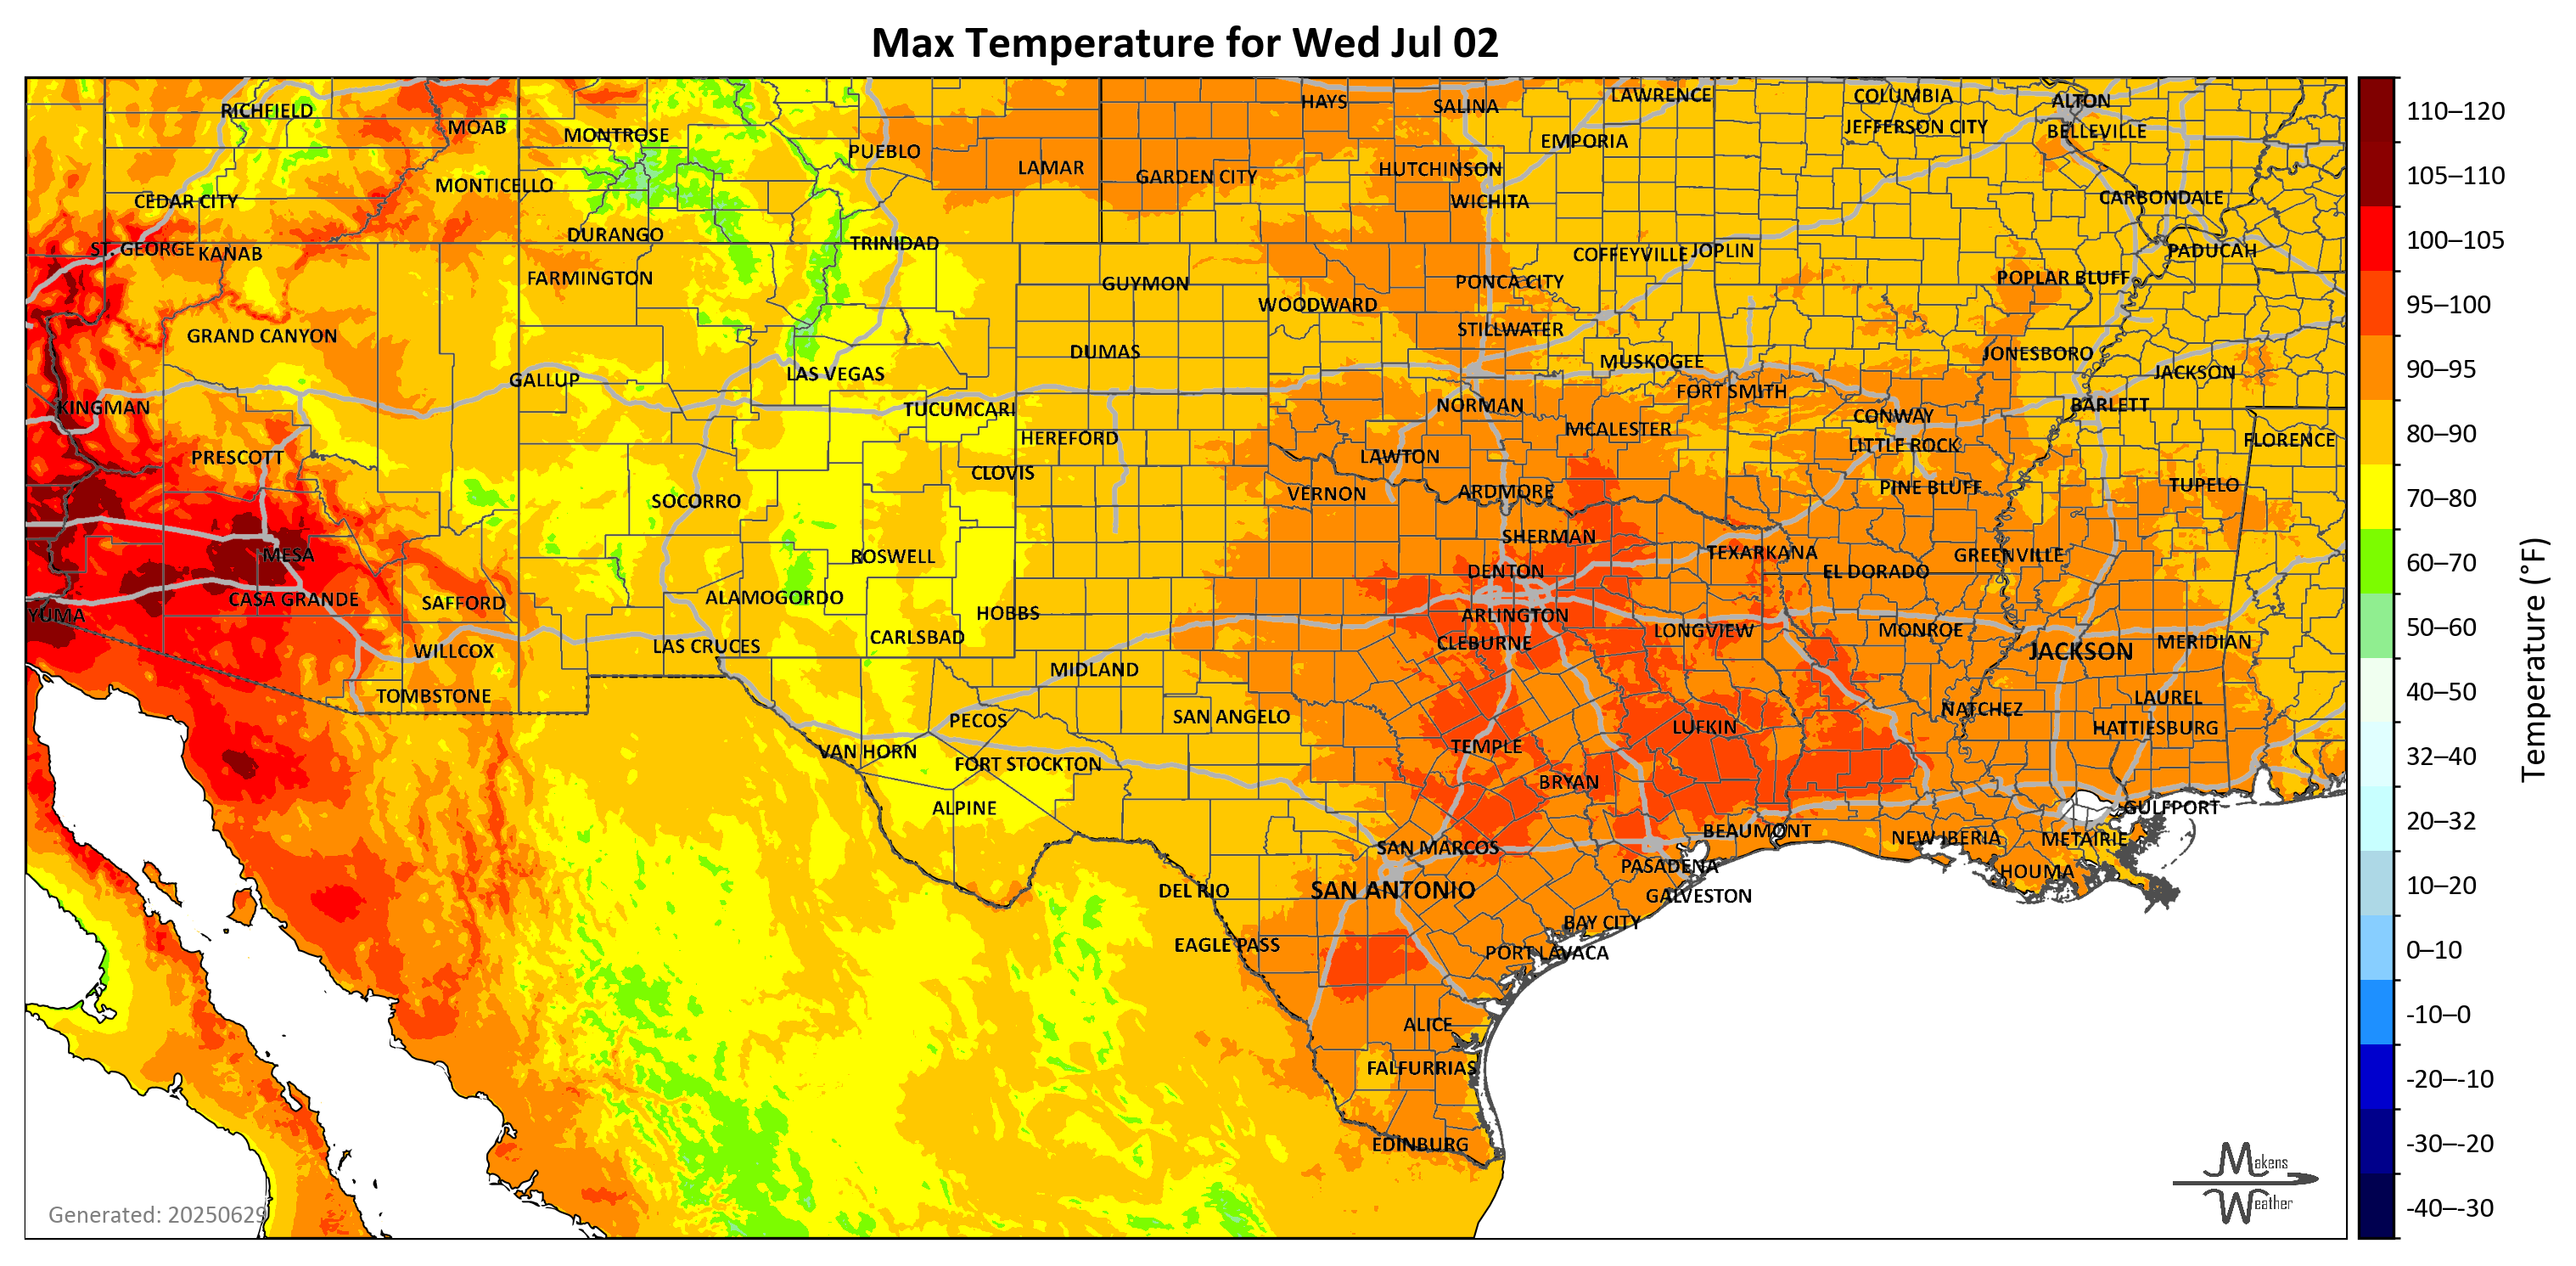 Max Temperature for Wed Jul 02
RICHFIELD
MOAB
MONTROSE
PUEBLO
LAMAR
HAYS
SALINA
LAWRENCE
COLUMBIA
ALTON
JEFFERSON CITY
BELLEVILLE
EMPORIA
HUTCHINSON
GARDEN CITY
MONTICELLO
CEDAR CITY
WICHITA
CARBONDALE
DURANGO
TRINIDAD
ST. GEORGE
KANAB
COFFEYVILLE
JOPLIN
PADUCAH
FARMINGTON
GUYMON
PONCA CITY
POPLAR BLUFF
WOODWARD
GRAND CANYON
STILLWATER
DUMAS
MUSKOGEE
JONESBORO
JACKSON
GALLUP
LAS VEGAS
FORT SMITH
KINGMAN
TUCUMCARI
NORMAN
CONWAY
BARLETT
HEREFORD
MCALESTER
LITTLE ROCK
FLORENCE
PRESCOTT
CLOVIS
LAWTON
SOCORRO
VERNON
ARDMORE
PINE BLUFF
TUPELO
MESA
ROSWELL
SHERMAN
TEXARKANA
GREENVILLE
DENTON
EL DORADO
CASA GRANDE
SAFFORD
ALAMOGORDO
HOBBS
YUMA
ARLINGTON
CARLSBAD
CLEBURNE
LONGVIEW
MONROE
JACKSON
MERIDIAN
WILLCOX
LAS CRUCES
MIDLAND
TOMBSTONE
LAUREL
PECOS
SAN ANGELO
NATCHEZ
LUFKIN
HATTIESBURG
VAN HORN
TEMPLE
FORT STOCKTON
BRYAN
ALPINE
GULFPORT
BEAUMONT
NEW IBERIA
METAIRIE
SAN MARCOS
PASADENA
HOUMA
DEL RIO
SAN ANTONIO
GALVESTON
BAY CITY
EAGLE PASS
PORT LAVACA
ALICE
FALFURRIAS
EDINBURG
Generated: 20250629
Makens
Weather
110–120
105–110
100–105
95–100
90–95
80–90
70–80
60–70
50–60
40–50
32–40
20–32
10–20
0–10
-10–0
-20–-10
-30–-20
-40–-30
Temperature (°F)